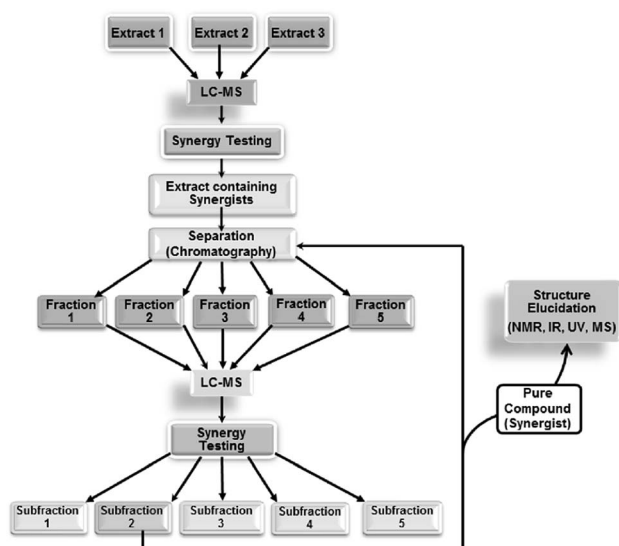 Extract 1
Extract 2
Extract 3
LC-MS
Synergy Testing
Extract containing
Synergists
Separation
(Chromatography)
Fraction
1
Fraction
2
Fraction
3
Fraction
4
Fraction
5
Structure
Elucidation
(NMR, IR, UV, MS)
LC-MS
Pure
Compound
(Synergist)
Synergy
Testing
Subfraction
1
Subfraction
2
Subfraction
3
Subfraction
4
Subfraction
5